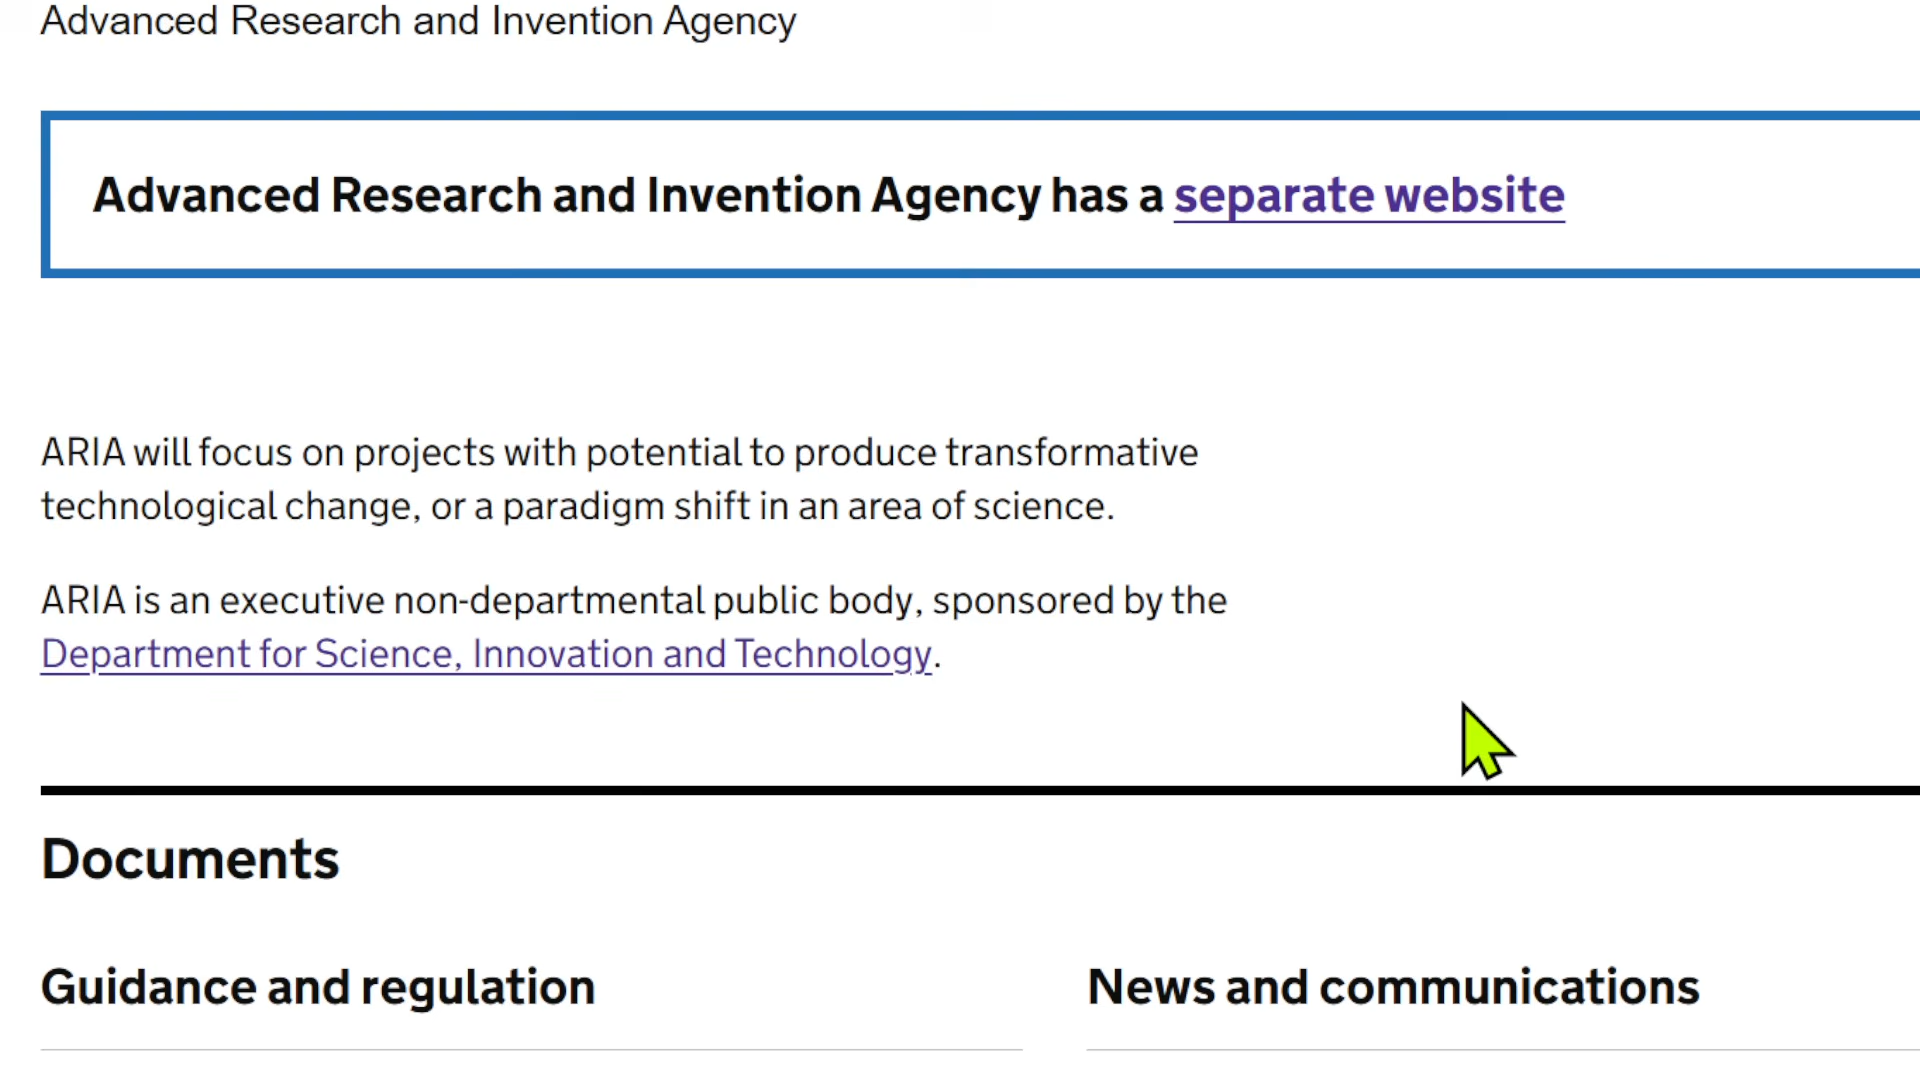 Advanced Research and Invention Agency
Advanced Research and Invention Agency has a separate website
ARIA will focus on projects with potential to produce transformative
technological change, or a paradigm shift in an area of science.
ARIA is an executive non-departmental public body, sponsored by the
Department for Science, Innovation and Technology.
Documents
Guidance and regulation
News and communications